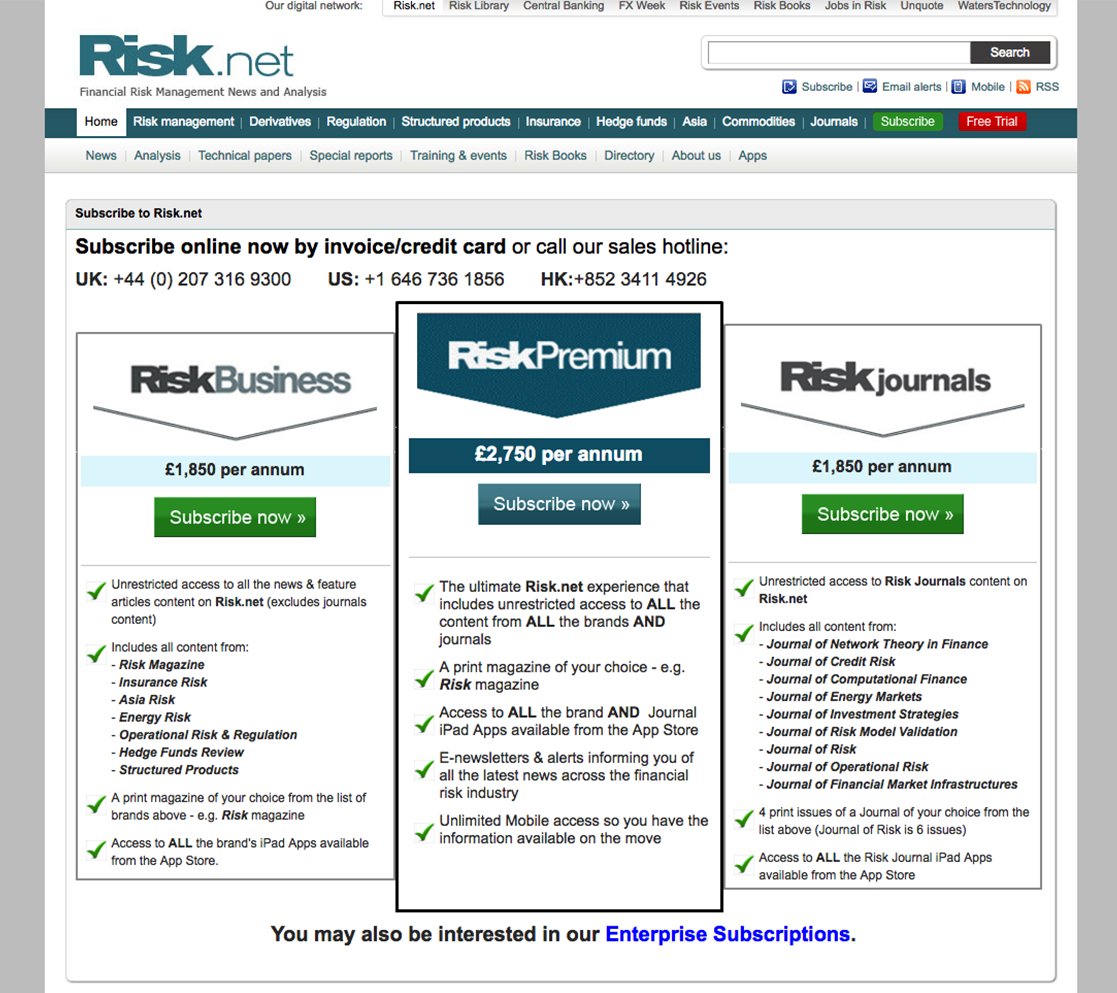 Our digital network: Risk.net Risk Library Central Banking FX Week Risk Events Risk Books Jobs in Risk Unquote WatersTechnology
Risk.net
Search
Financial Risk Management News and Analysis
Subscribe | Email alerts | Mobile | RSS
Home Risk management | Derivatives | Regulation | Structured products | Insurance | Hedge funds | Asia | Commodities | Journals | Subscribe Free Trial
News | Analysis | Technical papers | Special reports | Training & events | Risk Books | Directory | About us | Apps
Subscribe to Risk.net
Subscribe online now by invoice/credit card or call our sales hotline:
UK: +44 (0) 207 316 9300 US: +1 646 736 1856 HK:+852 3411 4926
RiskBusiness
£1,850 per annum
Subscribe now »
Unrestricted access to all the news & feature
articles content on Risk.net (excludes journals
content)
Includes all content from:
- Risk Magazine
- Insurance Risk
- Asia Risk
- Energy Risk
- Operational Risk & Regulation
- Hedge Funds Review
- Structured Products
A print magazine of your choice from the list of
brands above - e.g. Risk magazine
Access to ALL the brand's iPad Apps available
from the App Store.
RiskPremium
£2,750 per annum
Subscribe now »
The ultimate Risk.net experience that
includes unrestricted access to ALL the
content from ALL the brands AND
journals
A print magazine of your choice - e.g.
Risk magazine
Access to ALL the brand AND Journal
iPad Apps available from the App Store
E-newsletters & alerts informing you of
all the latest news across the financial
risk industry
Unlimited Mobile access so you have the
information available on the move
Risk journals
£1,850 per annum
Subscribe now »
Unrestricted access to Risk Journals content on
Risk.net
Includes all content from:
- Journal of Network Theory in Finance
- Journal of Credit Risk
- Journal of Computational Finance
- Journal of Energy Markets
- Journal of Investment Strategies
- Journal of Risk Model Validation
- Journal of Risk
- Journal of Operational Risk
- Journal of Financial Market Infrastructures
4 print issues of a Journal of your choice from the
list above (Journal of Risk is 6 issues)
Access to ALL the Risk Journal iPad Apps
available from the App Store
You may also be interested in our Enterprise Subscriptions.